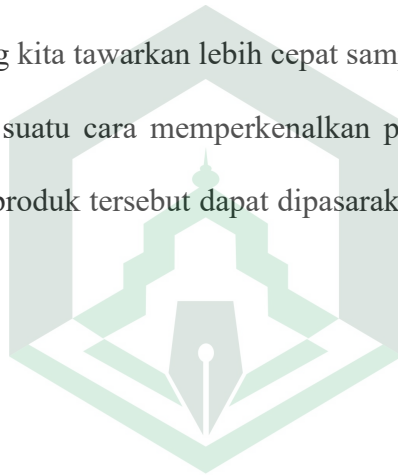 kita tawarkan lebih cepat sam
suatu cara memperkenalkan p
produk tersebut dapat dipasarak